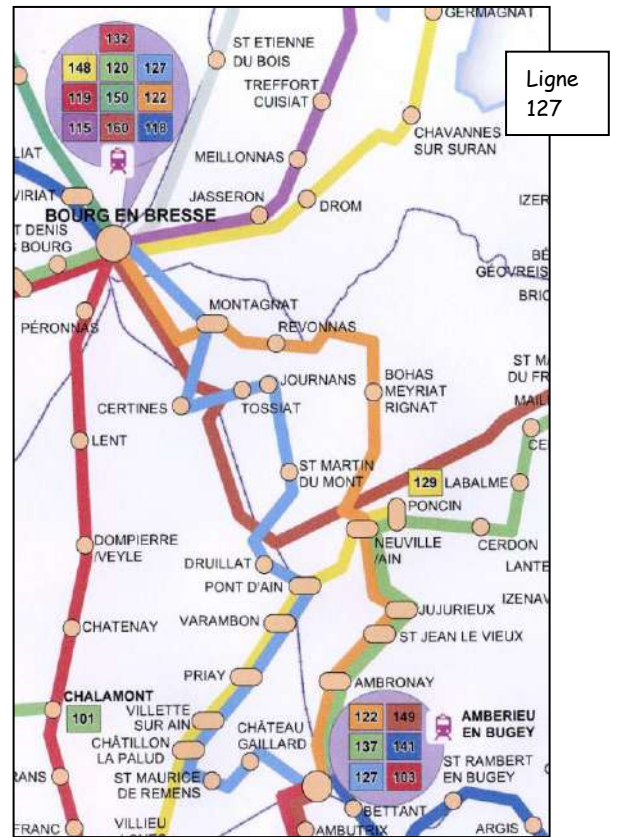 GERMAGNAT
132
148 120 127
119 150 122
115 160 118
ST ETIENNE
DU BOIS
Ligne
127
TREFFORT
CUISIAT
CHAVANNES
SUR SURAN
LIAT
MEILLONNAS
VIRIAT
JASSERON
DROM
IZER
BOURG EN BRESSE
T DENIS
BOURG
BÉ
GEOVREIS
BRIC
MONTAGNAT
PÉRONNAS
REVONNAS
ST M
DU FR
BOHAS
MEYRIAT
RIGNAT
JOURNANS
MAIL
CERTINES
TOSSIAT
CE
LENT
ST MARTIN
DU MONT
129
LABALME
PONCIN
DOMPIERRE
/VEYLE
NEUVILLE
/AIN
CERDON
DRUILLAT
LANTE
PONT D'AIN
IZENAV
JUJURIEUX
VARAMBON
CHATENAY
ST JEAN LE VIEUX
PRIAY
AMBRONAY
CHALAMONT
101
VILLETTE
SUR AIN
122 149
137 141
127 103
AMBERIEU
EN BUGEY
CHÂTEAU
GAILLARD
CHÂTILLON
LA PALUD
ST RAMBERT
EN BUGEY
RANS
ST MAURICE
DE REMENS
BETTANT
FRANC
VILLIEU
AMBUTRIX
ARGIS